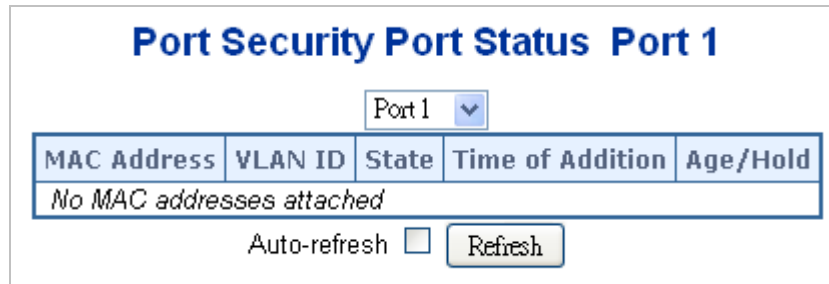 Port Security Port Status Port 1
Port 1
MAC Address VLAN ID State Time of Addition Age/Hold
No MAC addresses attached
Auto-refresh Refresh